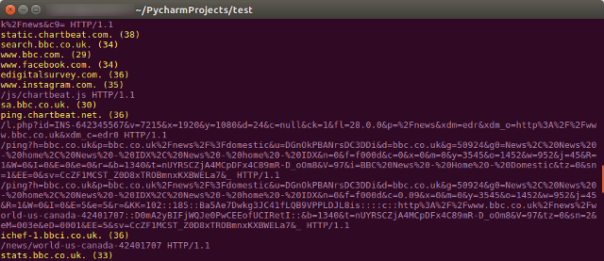 ~/PycharmProjects/test
k%2Fnews&c9= HTTP/1.1
static.chartbeat.com. (38)
search.bbc.co.uk. (34)
www.bbc.com. (29)
www.facebook.com. (34)
edigitalsurvey.com. (36)
www.instagram.com. (35)
/js/chartbeat.js HTTP/1.1
sa.bbc.co.uk. (30)
ping.chartbeat.net. (36)
/l.php?id=INS-642345567&v=7215&x=1920&y=1080&d=24&c=null&ck=1&fl=28.0.0&p=%2Fnews&xdm=edr&xdm_o=http%3A%2F%2Fww
w.bbc.co.uk&xdm_c=edr0 HTTP/1.1
/ping?h=bbc.co.uk&p=bbc.co.uk%2Fnews%2F%3Fdomestic&u=DGnOkPBANrsDC3DDi&d=bbc.co.uk&g=50924&g0=News%2C%20News%20
-%20home%2C%20News%20-%20IDX%2C%20News%20-%20home%20-%20IDX&n=0&f=f000d&c=0&x=0&m=0&y=3545&o=1452&w=952&j=45&R=
1&W=0&I=0&E=0&e=0&r=&b=1340&t=nUYRSCZjA4MCpDFx4C89mR-D_oOm8&V=97&i=BBC%20News%20-%20Home%20-%20Domestic&tz=0&sn
=1&EE=0&sv=CcZF1MCST_Z0D8xTROBmnxKXBWELa7&_ HTTP/1.1
/ping?h=bbc.co.uk&p=bbc.co.uk%2Fnews%2F%3Fdomestic&u=DGnOkPBANrsDC3DDi&d=bbc.co.uk&g=50924&g0=News%2C%20News%20
-%20home%2C%20News%20-%20IDX%2C%20News%20-%20home%20-%20IDX&n=0&f=f000d&c=0.09&x=0&m=0&y=3545&o=1452&w=952&j=45
&R=1&W=0&I=0&E=5&e=5&r=&KK=102::185::Ba5Ae7Dwkg3JC41fLQB9VPPLDJL8is::::c::http%3A%2F%2Fwww.bbc.co.uk%2Fnews%2Fw
orld-us-canada-42401707::D0mA2yBIFjWQJe0PwCEEofUCIRetI::&b=1340&t=nUYRSCZjA4MCpDFx4C89mR-D_oOm8&V=97&tz=0&sn=2&
eM=003e&eD=0001&EE=5&sv=CcZF1MCST_Z0D8xTROBmnxKXBWELa7&_ HTTP/1.1
ichef-1.bbci.co.uk. (36)
/news/world-us-canada-42401707 HTTP/1.1
stats.bbc.co.uk. (33)